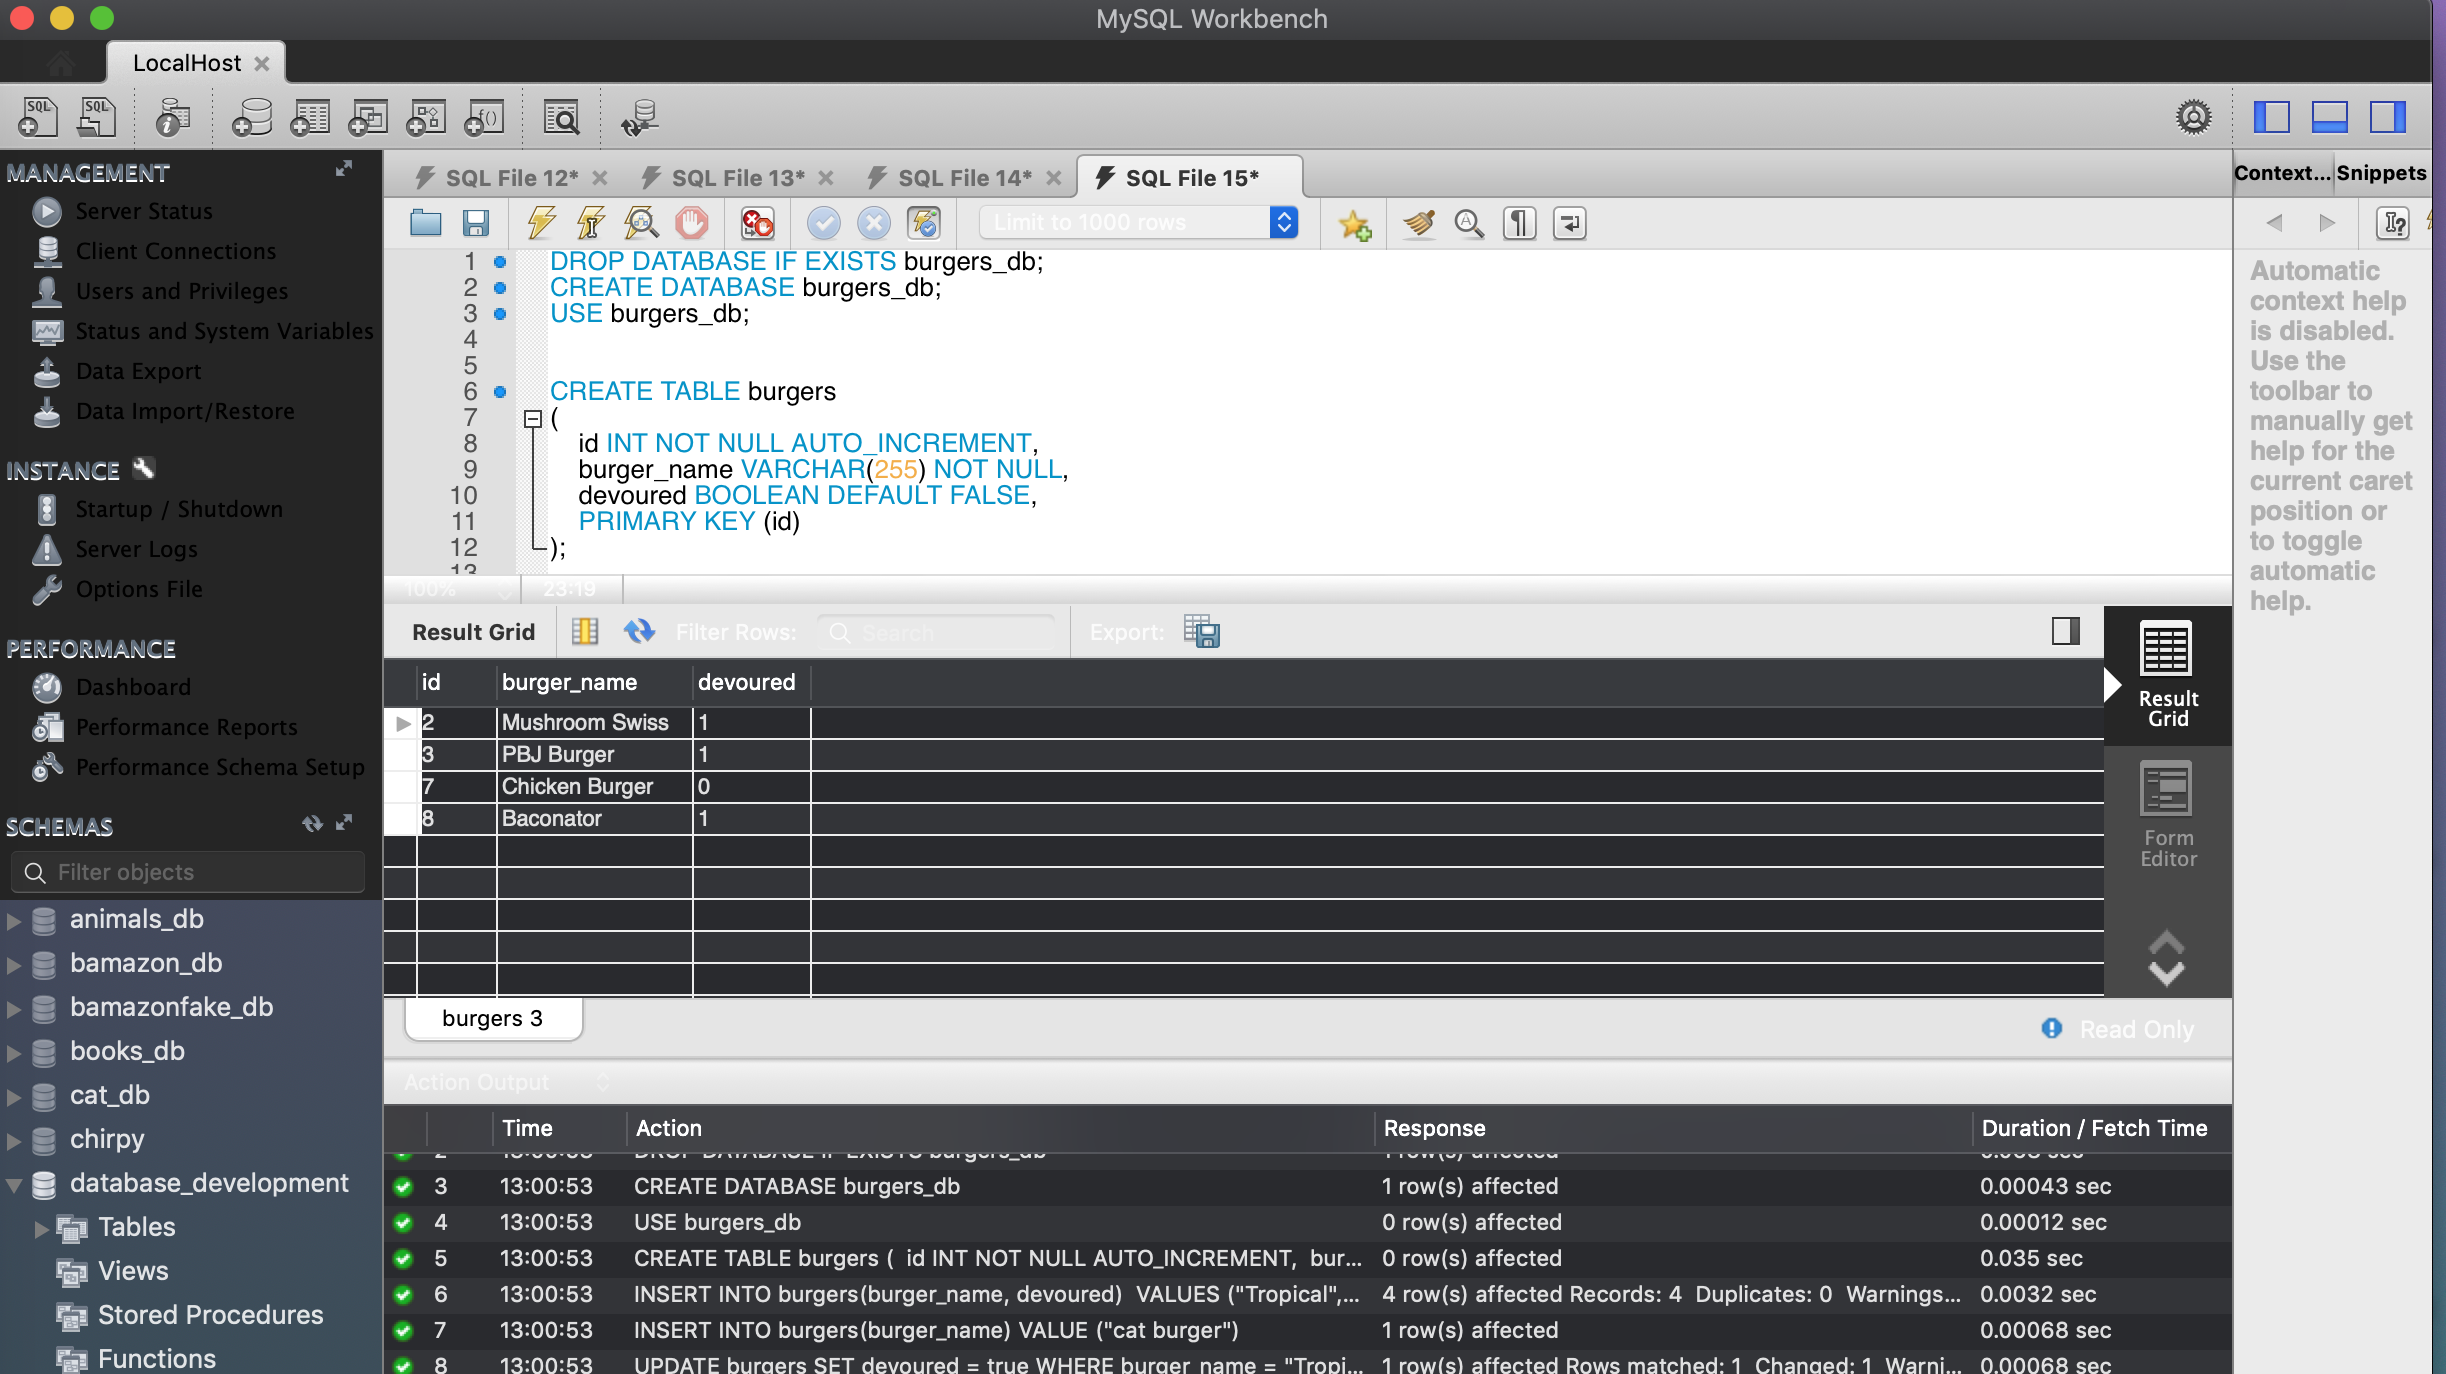 MySQL Workbench
LocalHost
MANAGEMENT
Server Status
Client Connections
Users and Privileges
Status and System Variables
Data Export
Data Import/Restore
INSTANCE
Startup / Shutdown
Server Logs
Options File
PERFORMANCE
Dashboard
Performance Reports
Performance Schema Setup
SCHEMAS
Filter objects
animals_db
bamazon_db
bamazonfake_db
books_db
cat_db
chirpy
database_development
Tables
Views
Stored Procedures
Functions
SQL File 12* SQL File 13* SQL File 14* SQL File 15*
Limit to 1000 rows
1 DROP DATABASE IF EXISTS burgers_db;
2 CREATE DATABASE burgers_db;
3 USE burgers_db;
4
5
6 CREATE TABLE burgers
7 (
8 id INT NOT NULL AUTO_INCREMENT,
9 burger_name VARCHAR(255) NOT NULL,
10 devoured BOOLEAN DEFAULT FALSE,
11 PRIMARY KEY (id)
12 );
13
100% 23:19
Result Grid Filter Rows: Search Export:
id burger_name devoured
2 Mushroom Swiss 1
3 PBJ Burger 1
7 Chicken Burger 0
8 Baconator 1
Result
Grid
Form
Editor
burgers 3
Read Only
Action Output
Time Action Response Duration / Fetch Time
2 13:00:53 DROP DATABASE IF EXISTS burgers_db 1 row(s) affected
3 13:00:53 CREATE DATABASE burgers_db 1 row(s) affected 0.00043 sec
4 13:00:53 USE burgers_db 0 row(s) affected 0.00012 sec
5 13:00:53 CREATE TABLE burgers ( id INT NOT NULL AUTO_INCREMENT, bur... 0 row(s) affected 0.035 sec
6 13:00:53 INSERT INTO burgers(burger_name, devoured) VALUES ("Tropical",... 4 row(s) affected Records: 4 Duplicates: 0 Warnings... 0.0032 sec
7 13:00:53 INSERT INTO burgers(burger_name) VALUE ("cat burger") 1 row(s) affected 0.00068 sec
8 13:00:53 UPDATE burgers SET devoured = true WHERE burger_name = "Tropi... 1 row(s) affected Rows matched: 1 Changed: 1 Warni... 0.00068 sec
Context... Snippets
Automatic
context help
is disabled.
Use the
toolbar to
manually get
help for the
current caret
position or
to toggle
automatic
help.